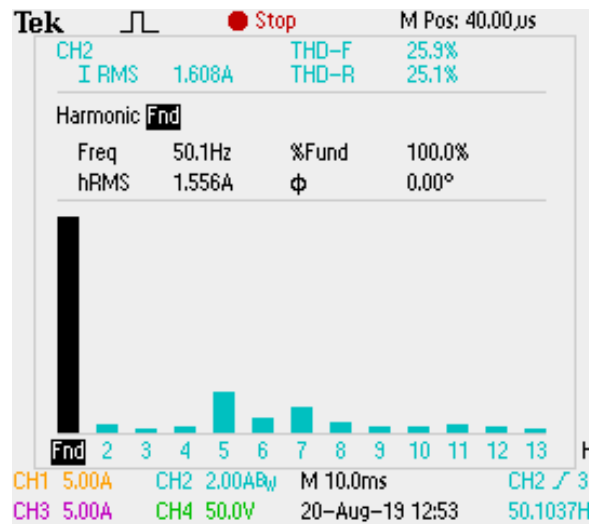 Tek Stop M Pos: 40.00µs
CH2 THD-F 25.9%
I RMS 1.608A THD-R 25.1%
Harmonic Fnd
Freq 50.1Hz %Fund 100.0%
hRMS 1.556A ϕ 0.00°
Fnd 2 3 4 5 6 7 8 9 10 11 12 13 H
CH1 5.00A CH2 2.00ABW M 10.0ms CH2 3
CH3 5.00A CH4 50.0V 20-Aug-19 12:53 50.1037H